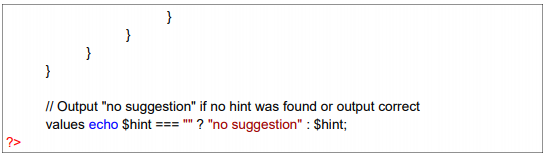 }
}
}
}
// Output "no suggestion" if no hint was found or output correct
values echo $hint === "" ? "no suggestion" : $hint;
?>